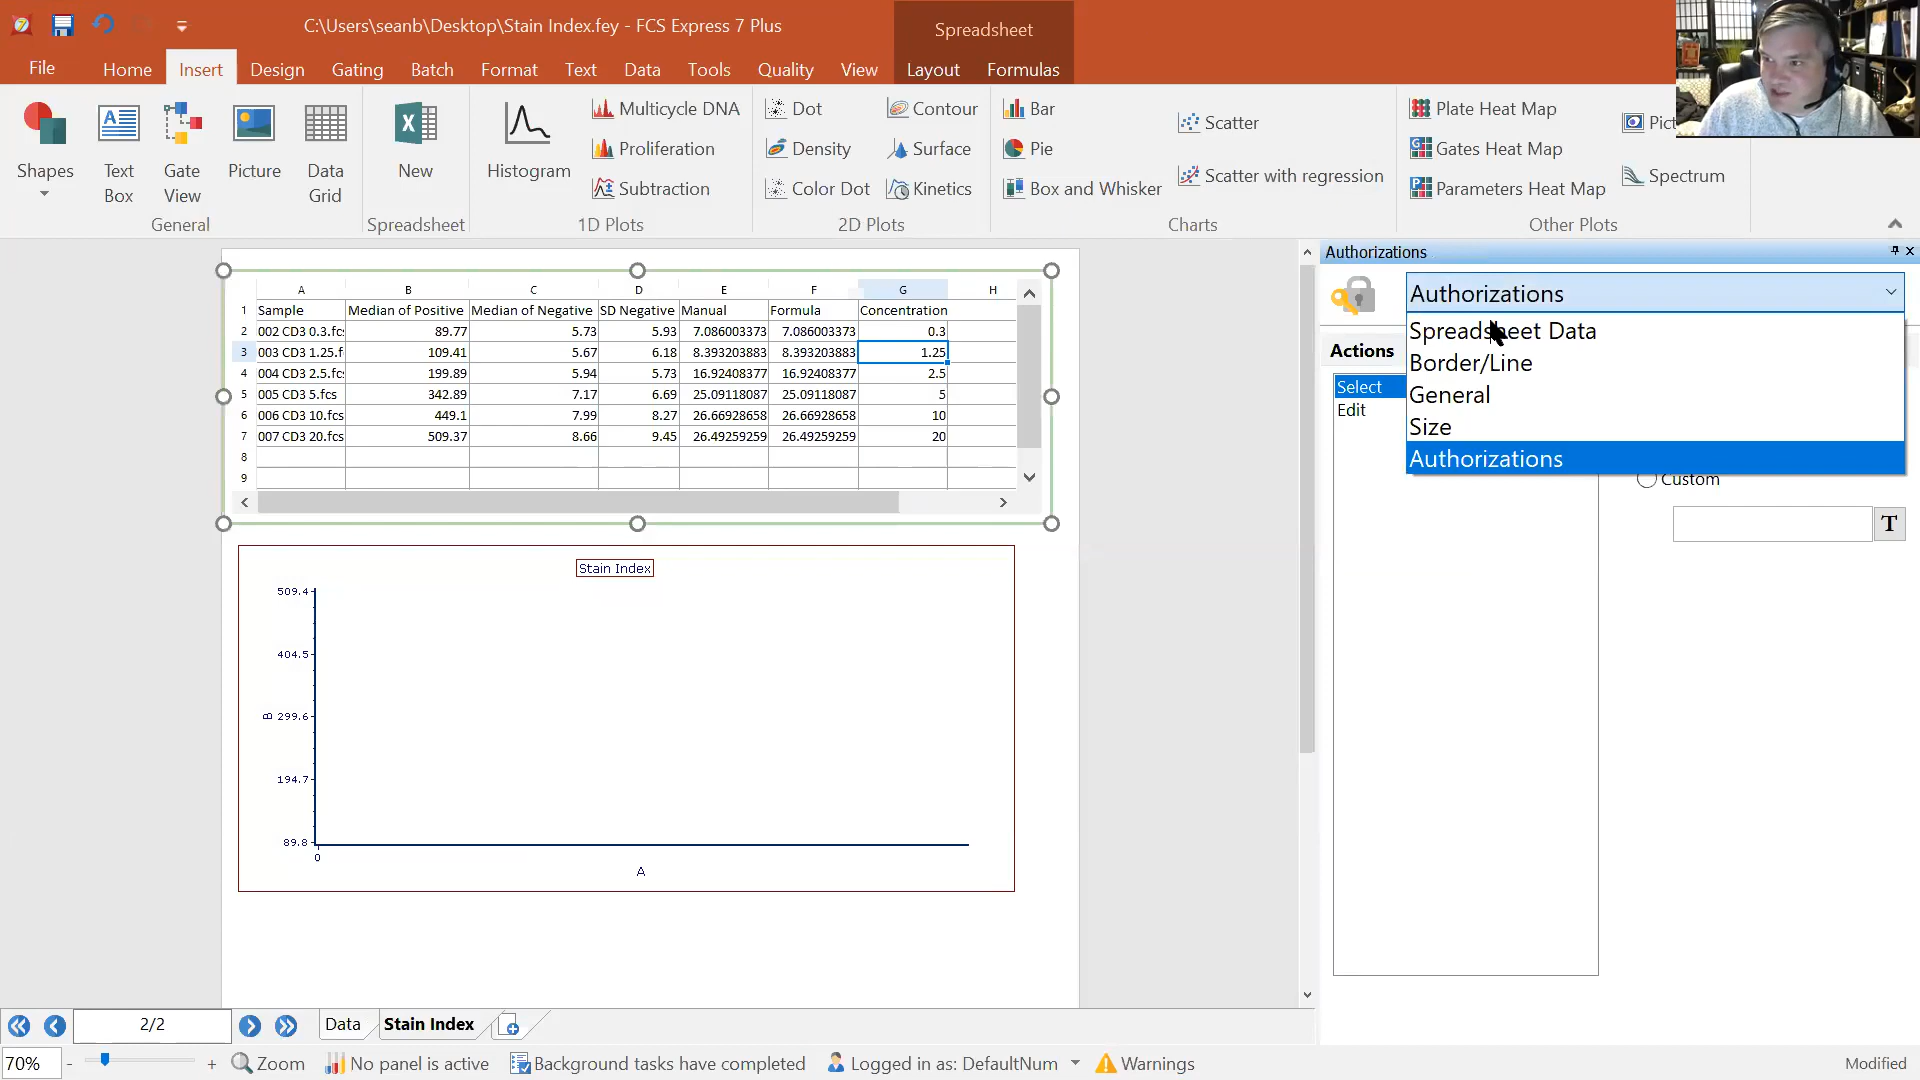 C:\Users\seanb\Desktop\Stain Index.fey - FCS Express 7 Plus
Spreadsheet
File Home Insert Design Gating Batch Format Text Data Tools Quality View Layout Formulas
Shapes
Text Box
Gate View
Picture
Data Grid
General
New
Spreadsheet
Histogram
Multicycle DNA
Proliferation
Subtraction
1D Plots
Dot
Density
Color Dot
Contour
Surface
Kinetics
2D Plots
Bar
Pie
Box and Whisker
Scatter
Scatter with regression
Charts
Plate Heat Map
Gates Heat Map
Parameters Heat Map
Spectrum
Other Plots
A B C D E F G H
1 Sample Median of Positive Median of Negative SD Negative Manual Formula Concentration
2 002 CD3 0.3.fc 89.77 5.73 5.93 7.086003373 7.086003373 0.3
3 003 CD3 1.25.f 109.41 5.67 6.18 8.393203883 8.393203883 1.25
4 004 CD3 2.5.fc 199.89 5.94 5.73 16.92408377 16.92408377 2.5
5 005 CD3 5.fcs 342.89 7.17 6.69 25.09118087 25.09118087 5
6 006 CD3 10.fcs 449.1 7.99 8.27 26.66928658 26.66928658 10
7 007 CD3 20.fcs 509.37 8.66 9.45 26.49259259 26.49259259 20
8
9
Stain Index
509.4
404.5
B 299.6
194.7
89.8
0
A
Authorizations
Authorizations
Spreadsheet Data
Border/Line
General
Size
Authorizations
Actions
Select
Edit
Custom
T
2/2 Data Stain Index
70% - + Zoom No panel is active Background tasks have completed Logged in as: DefaultNum Warnings Modified